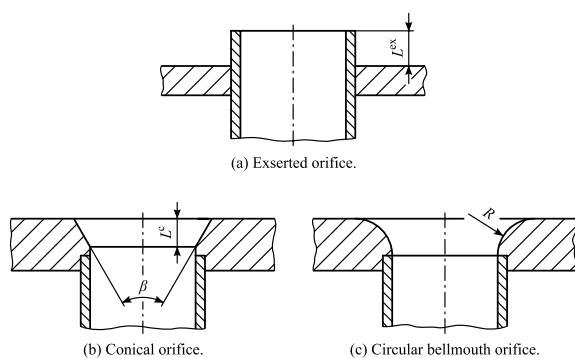 L^ex
(a) Exserted orifice.
L^c
β
R
(b) Conical orifice.
(c) Circular bellmouth orifice.